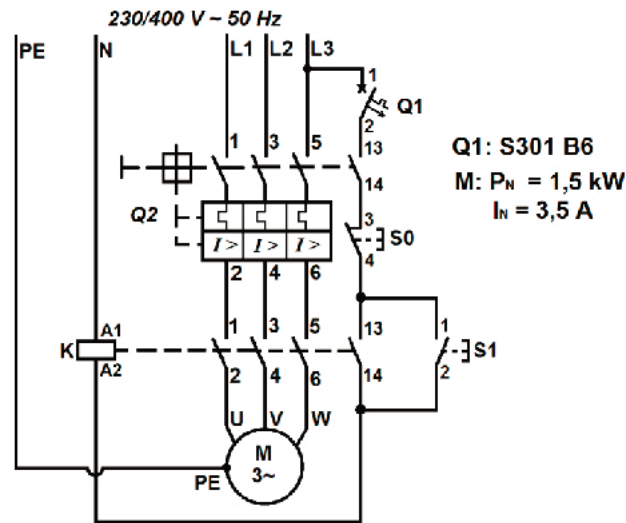 230/400 V ~ 50 Hz
PE N L1 L2 L3
1
Q1
2
1 3 5 13
14
Q2
I > I > I >
2 4 6
3
S0
4
Q1: S301 B6
M: PN = 1,5 kW
IN = 3,5 A
A1 1 3 5 13 1
K S1
A2 2 4 6 14 2
U V W
M
3~
PE